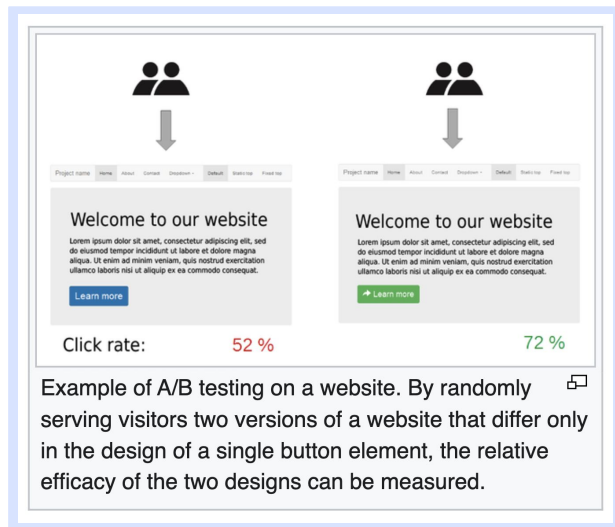 Project name Home About Contact Dropdown Default Static top Fixed top
Welcome to our website
Lorem ipsum dolor sit amet, consectetur adipiscing elit, sed
do eiusmod tempor incididunt ut labore et dolore magna
aliqua. Ut enim ad minim veniam, quis nostrud exercitation
ullamco laboris nisi ut aliquip ex ea commodo consequat.
Learn more
Click rate:
52 %
Project name Home About Contact Dropdown Default Static top Fixed top
Welcome to our website
Lorem ipsum dolor sit amet, consectetur adipiscing elit, sed
do eiusmod tempor incididunt ut labore et dolore magna
aliqua. Ut enim ad minim veniam, quis nostrud exercitation
ullamco laboris nisi ut aliquip ex ea commodo consequat.
Learn more
72 %
Example of A/B testing on a website. By randomly
serving visitors two versions of a website that differ only
in the design of a single button element, the relative
efficacy of the two designs can be measured.